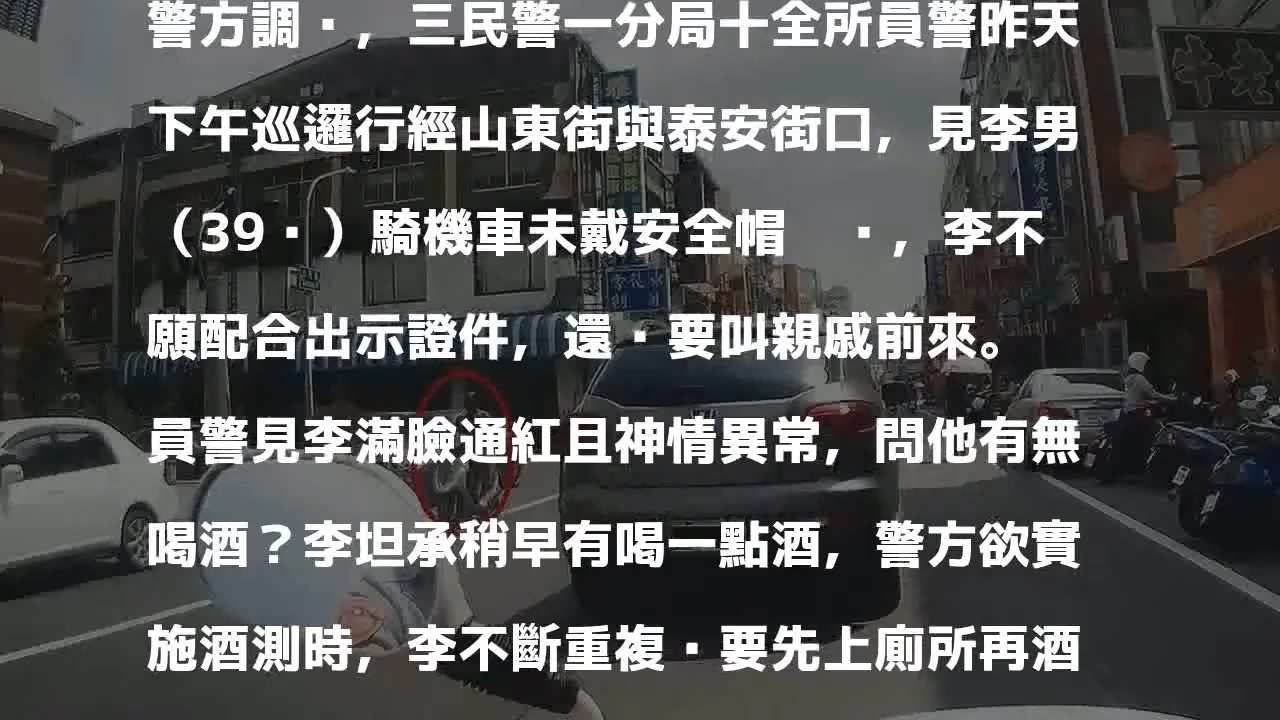 警方調·，三民警一分局十全所員警昨天
下午巡邏行經山東街與泰安街口，見李男
（39·）騎機車未戴安全帽　·，李不
願配合出示證件，還·要叫親戚前來。
員警見李滿臉通紅且神情異常，問他有無
喝酒？李坦承稍早有喝一點酒，警方欲實
施酒測時，李不斷重複·要先上廁所再酒
牛老